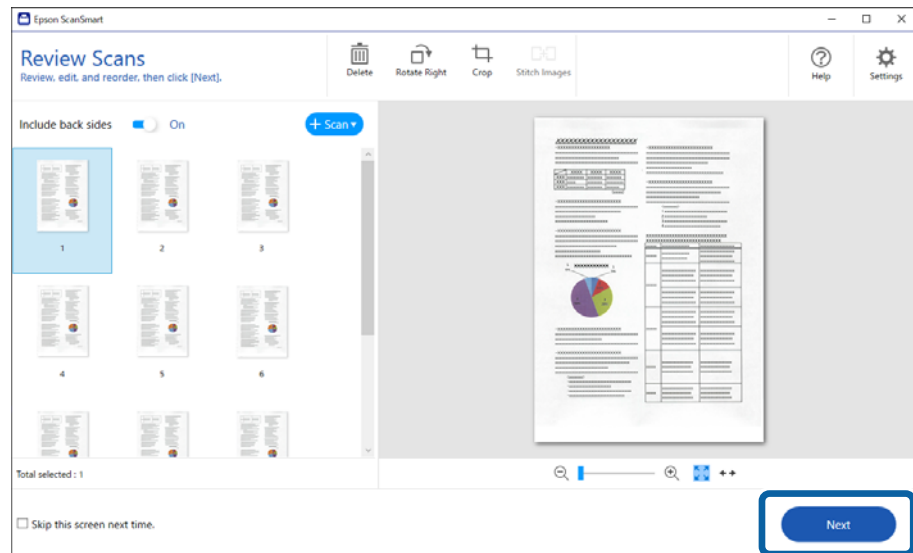 Epson ScanSmart
Review Scans
Review, edit, and reorder, then click [Next].
Delete
Rotate Right
Crop
Stitch Images
Help
Settings
Include back sides
On
+ Scan
1
2
3
4
5
6
Total selected : 1
Skip this screen next time.
Next